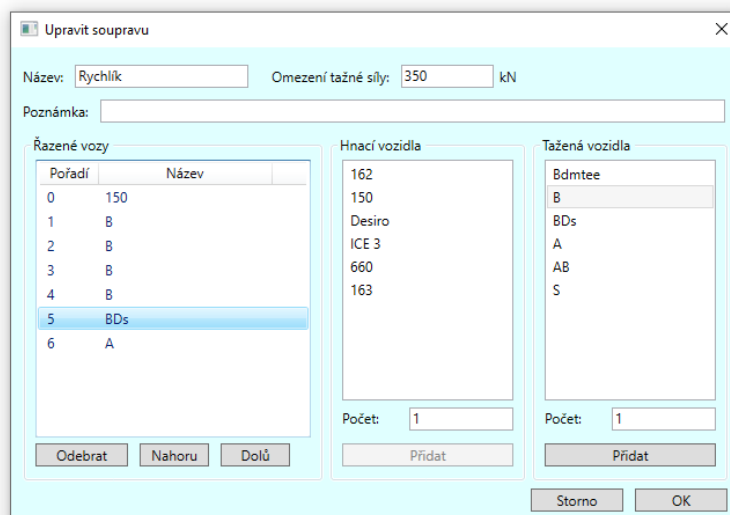 Upravit soupravu
Název: Rychlík Omezení tažné síly: 350 kN
Poznámka:
Řazené vozy
Pořadí Název
0 150
1 B
2 B
3 B
4 B
5 BDs
6 A
Odebrat Nahoru Dolů
Hnací vozidla
162
150
Desiro
ICE 3
660
163
Počet: 1
Přidat
Tažená vozidla
Bdmtee
B
BDs
A
AB
S
Počet: 1
Přidat
Storno OK